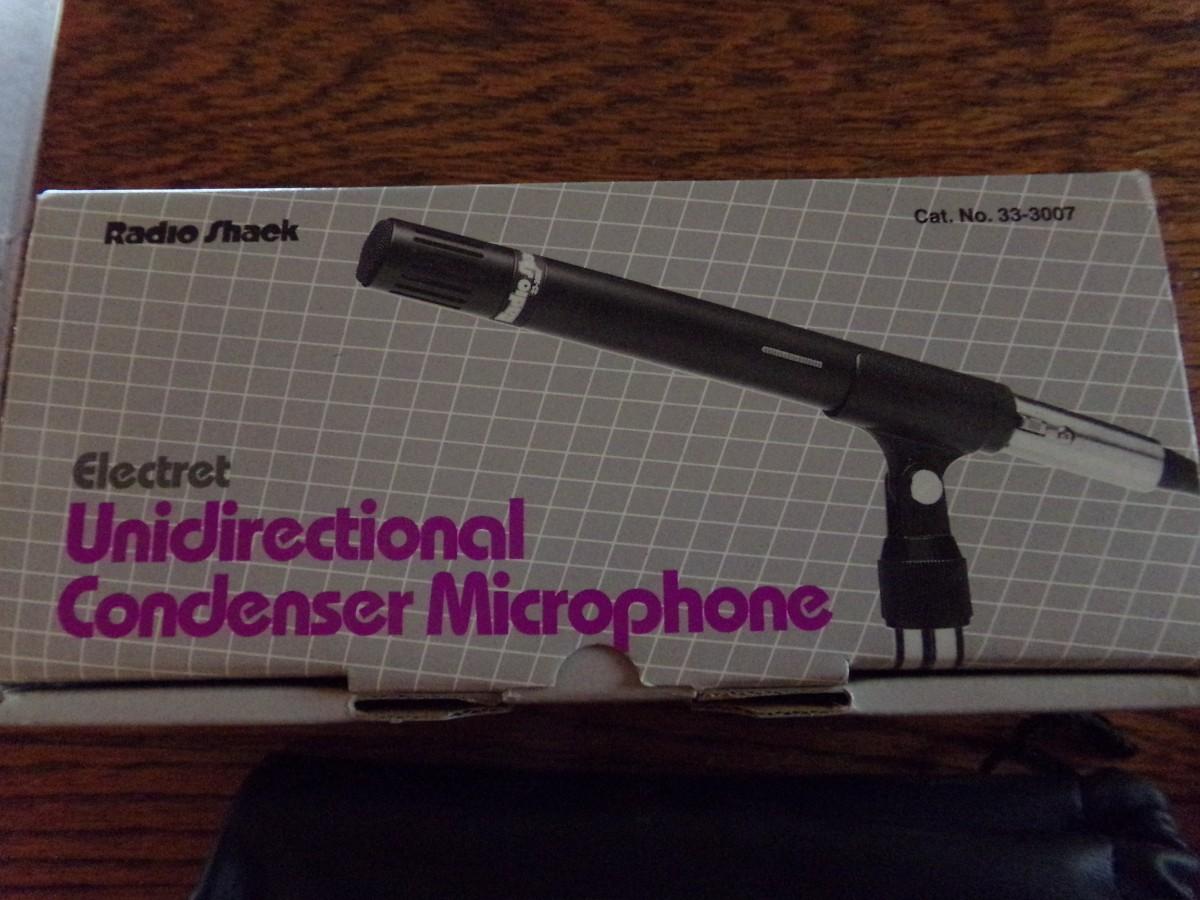 Radio Shack
Cat. No. 33-3007
Electret
Unidirectional
Condenser Microphone